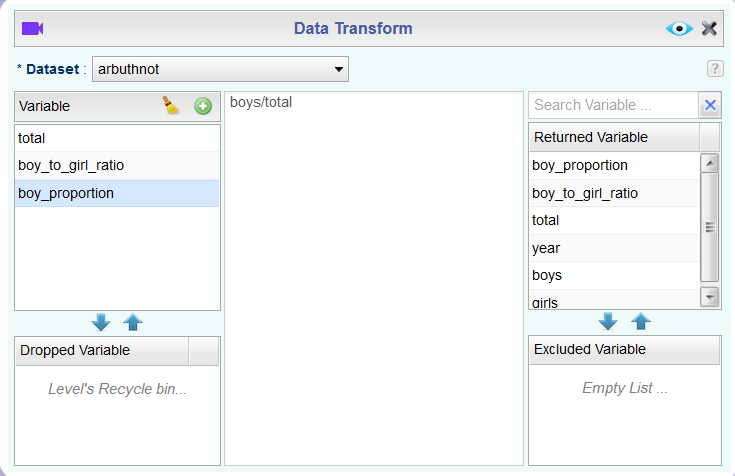 Data Transform
* Dataset : arbuthnot
?
Variable
total
boy_to_girl_ratio
boy_proportion
Dropped Variable
Level's Recycle bin...
boys/total
Search Variable ...
Returned Variable
boy_proportion
boy_to_girl_ratio
total
year
boys
girls
Excluded Variable
Empty List ...